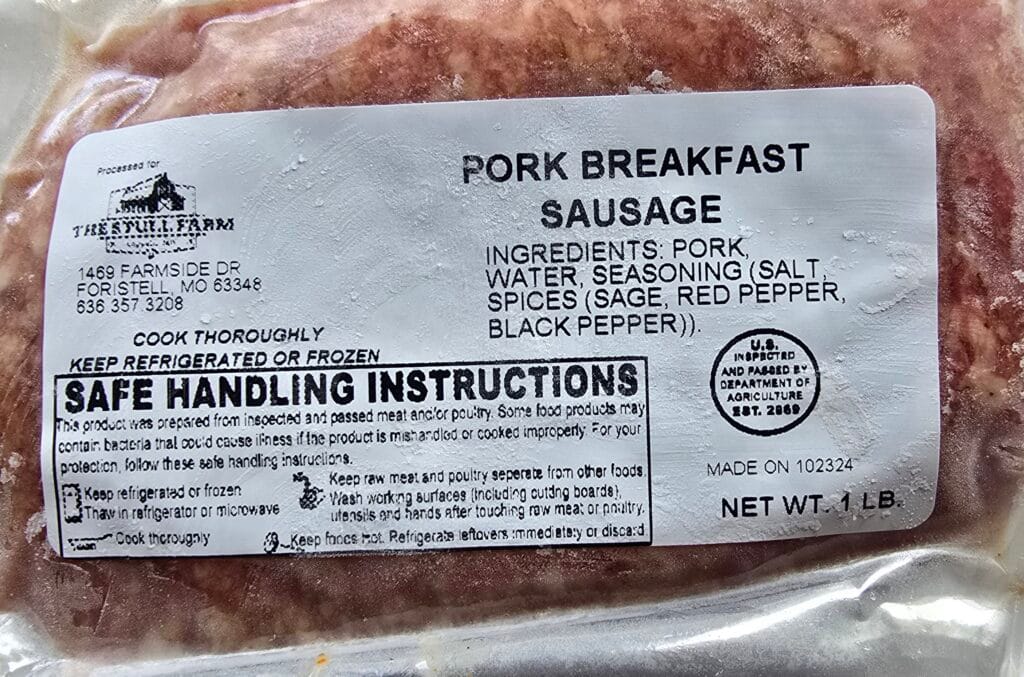 Processed for
THE STULL FARM
1469 FARMSIDE DR
FORISTELL, MO 63348
636.357.3208
COOK THOROUGHLY
KEEP REFRIGERATED OR FROZEN
PORK BREAKFAST
SAUSAGE
INGREDIENTS: PORK,
WATER, SEASONING (SALT,
SPICES (SAGE, RED PEPPER,
BLACK PEPPER)).
SAFE HANDLING INSTRUCTIONS
This product was prepared from inspected and passed meat and/or poultry. Some food products may
contain bacteria that could cause illness if the product is mishandled or cooked improperly. For your
protection, follow these safe handling instructions.
Keep refrigerated or frozen
Thaw in refrigerator or microwave
Keep raw meat and poultry seperate from other foods.
Wash working surfaces (including cutting boards),
utensils and hands after touching raw meat or poultry.
Cook thoroughly
Keep foods hot. Refrigerate leftovers immediately or discard
U.S.
INSPECTED
AND PASSED BY
DEPARTMENT OF
AGRICULTURE
EST. 2869
MADE ON 102324
NET WT. 1 LB.